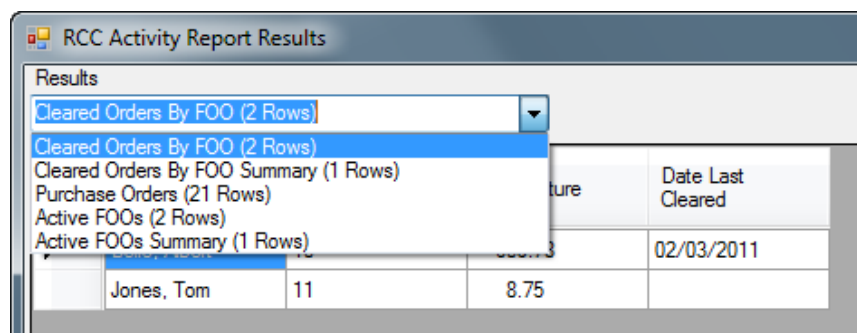 RCC Activity Report Results
Results
Cleared Orders By FOO (2 Rows)
Cleared Orders By FOO (2 Rows)
Cleared Orders By FOO Summary (1 Rows)
Purchase Orders (21 Rows)
Active FOOs (2 Rows)
Active FOOs Summary (1 Rows)
Date Last
Cleared
02/03/2011
Jones, Tom 11 8.75